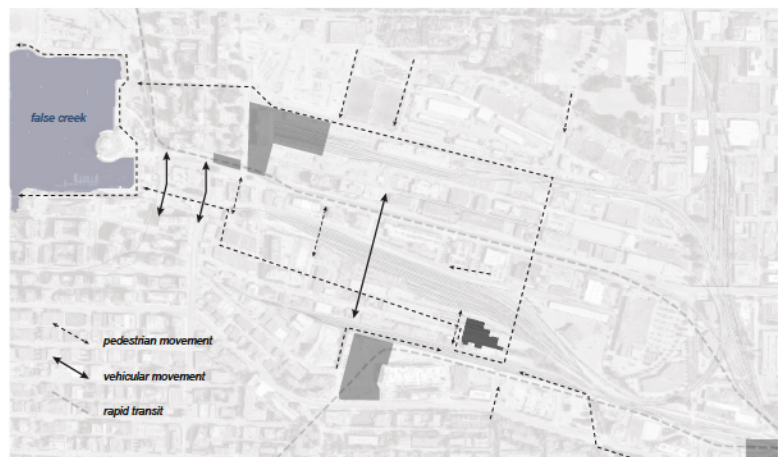 false creek
pedestrian movement
vehicular movement
rapid transit